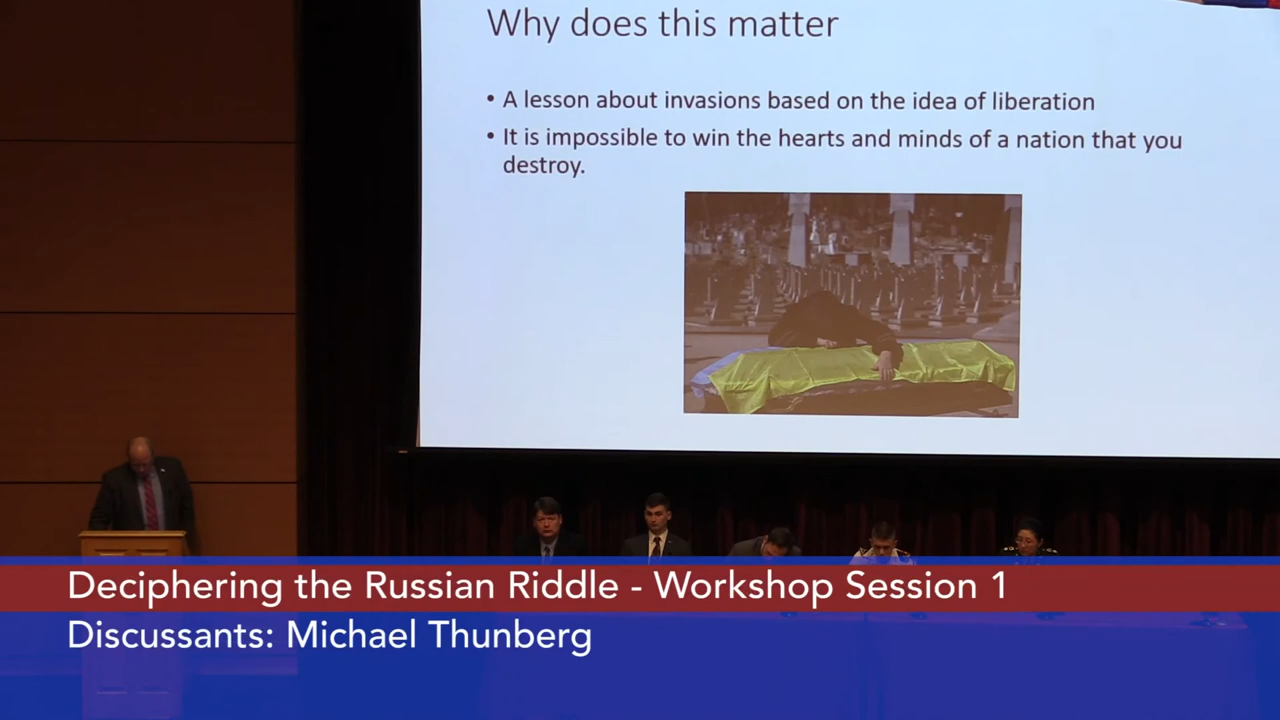 Why does this matter
• A lesson about invasions based on the idea of liberation
• It is impossible to win the hearts and minds of a nation that you
destroy.
Deciphering the Russian Riddle - Workshop Session 1
Discussants: Michael Thunberg